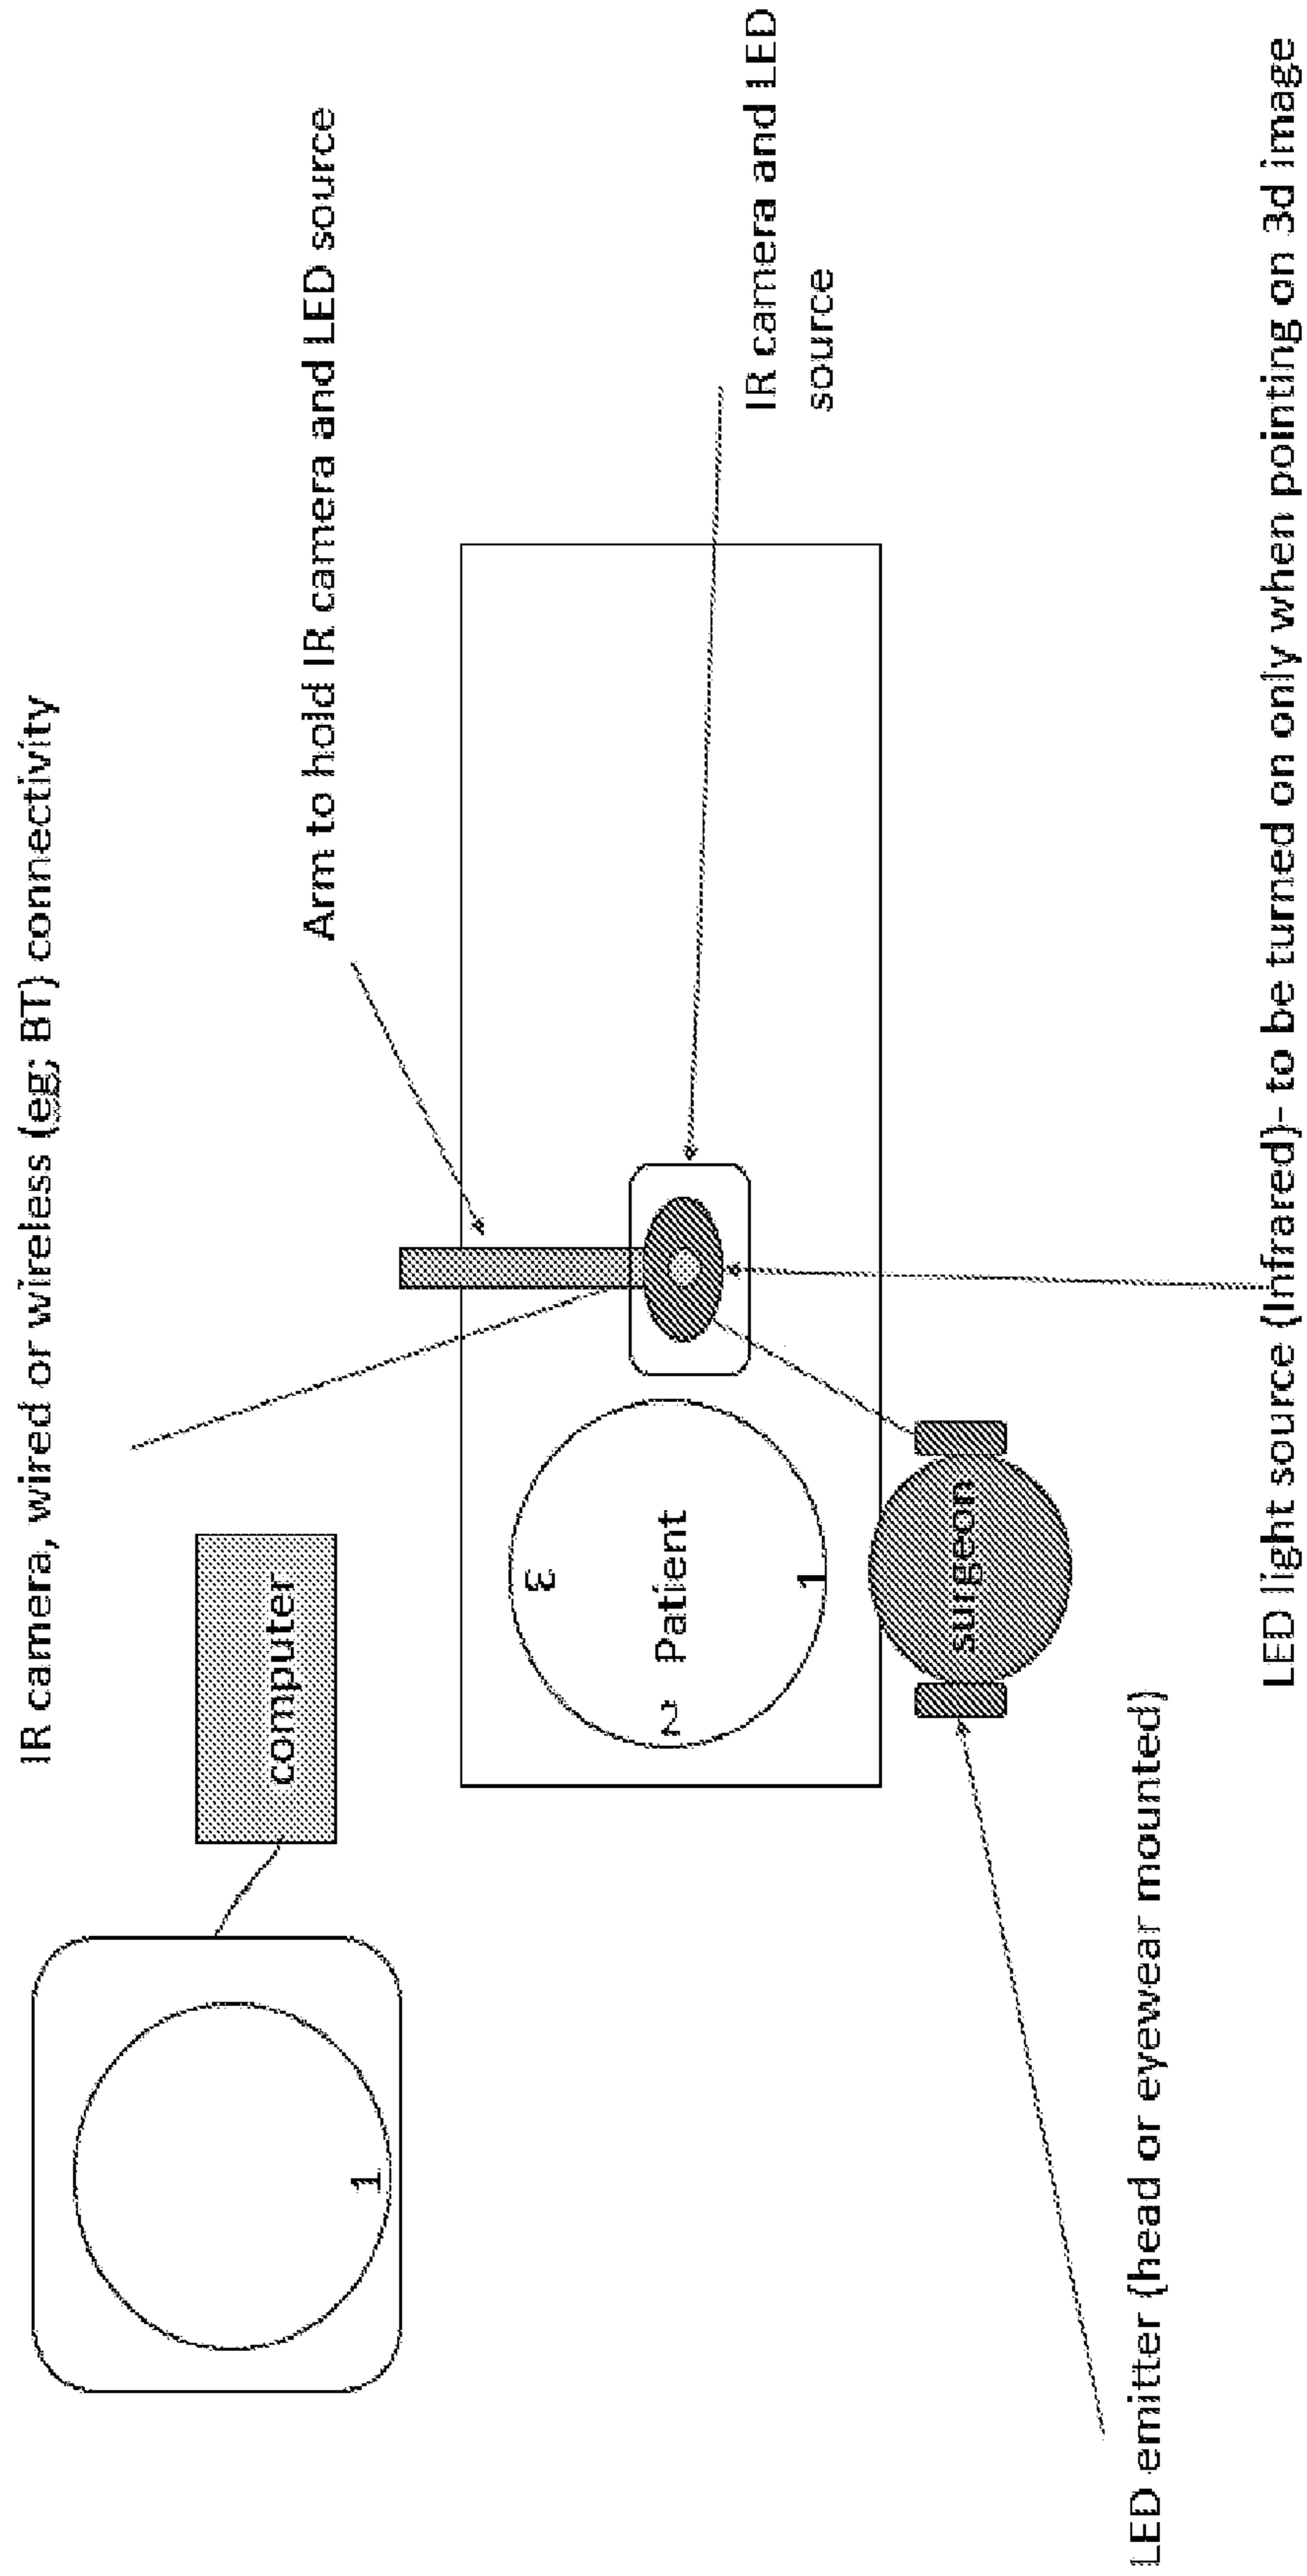 IR camera, wired or wireless (eg; BT) connectivity
computer
Arm to hold IR camera and LED source
1
3
2 Patient
1
IR camera and LED
source
surgeon
LED emitter (head or eyewear mounted)
LED light source (Infrared)- to be turned on only when pointing on 3d image